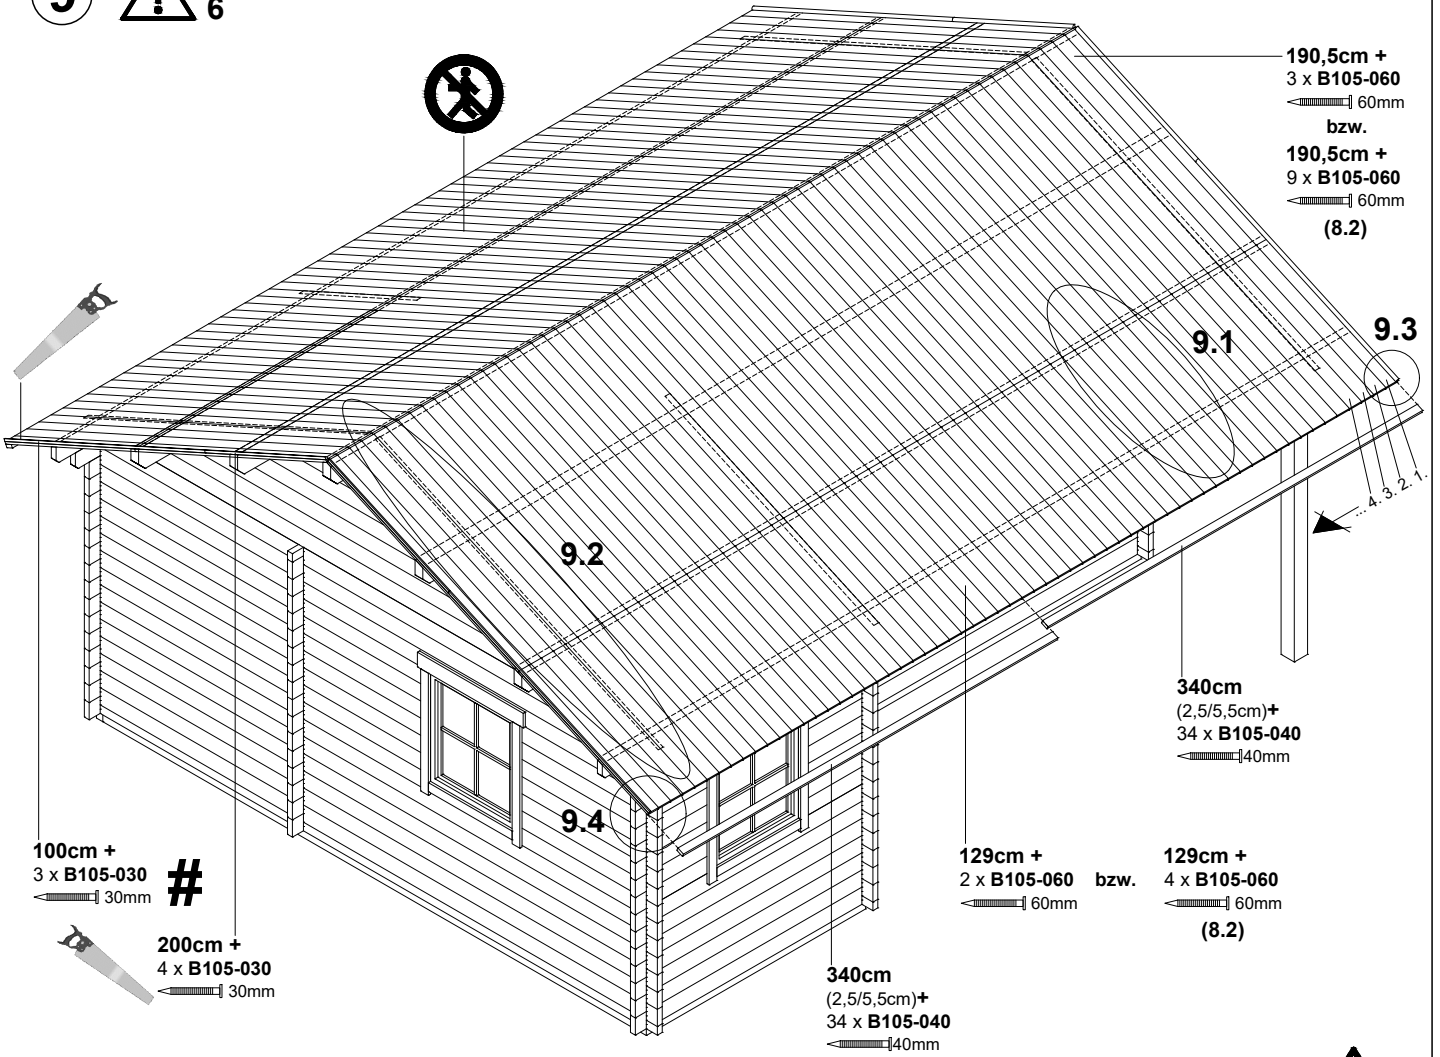 9
!
6
190,5cm +
3 x B105-060
60mm
bzw.
190,5cm +
9 x B105-060
60mm
(8.2)
9.1
9.3
... 4. 3. 2. 1.
9.2
9.4
340cm
(2,5/5,5cm)+
34 x B105-040
40mm
100cm +
3 x B105-030
30mm
#
200cm +
4 x B105-030
30mm
129cm +
2 x B105-060
60mm
bzw.
129cm +
4 x B105-060
60mm
(8.2)
340cm
(2,5/5,5cm)+
34 x B105-040
40mm